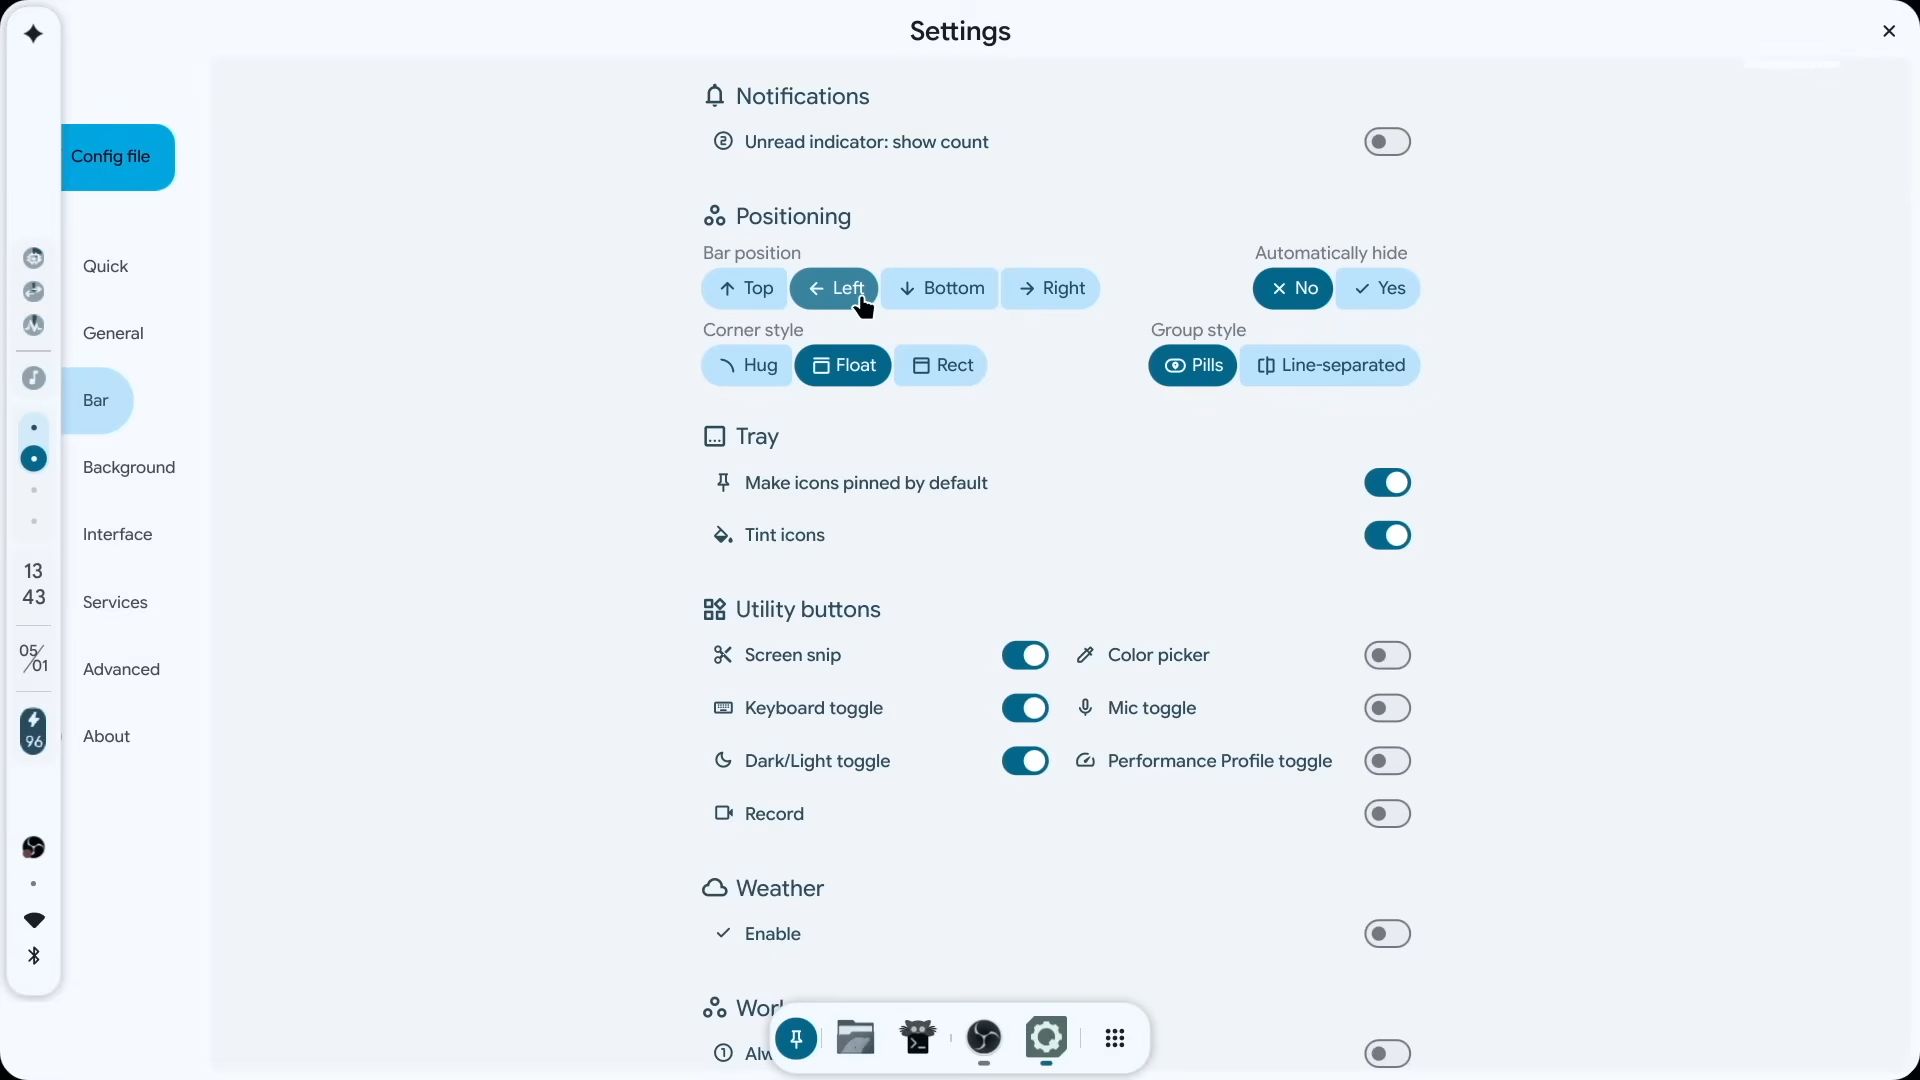 Settings
Config file
Quick
General
Bar
Background
Interface
Services
Advanced
About
13
43
05/01
96
Notifications
Unread indicator: show count
Positioning
Bar position
Automatically hide
Top Left Bottom Right
No Yes
Corner style
Group style
Hug Float Rect
Pills Line-separated
Tray
Make icons pinned by default
Tint icons
Utility buttons
Screen snip
Color picker
Keyboard toggle
Mic toggle
Dark/Light toggle
Performance Profile toggle
Record
Weather
Enable